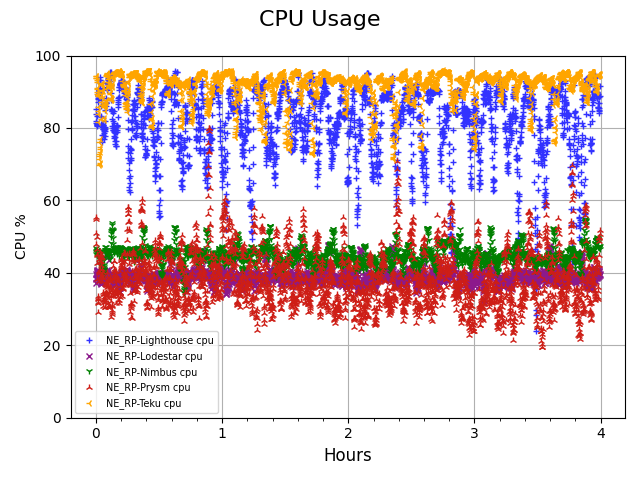 CPU Usage
100
80
60
40
20
0
CPU %
NE_RP-Lighthouse cpu
NE_RP-Lodestar cpu
NE_RP-Nimbus cpu
NE_RP-Prysm cpu
NE_RP-Teku cpu
0 1 2 3 4
Hours